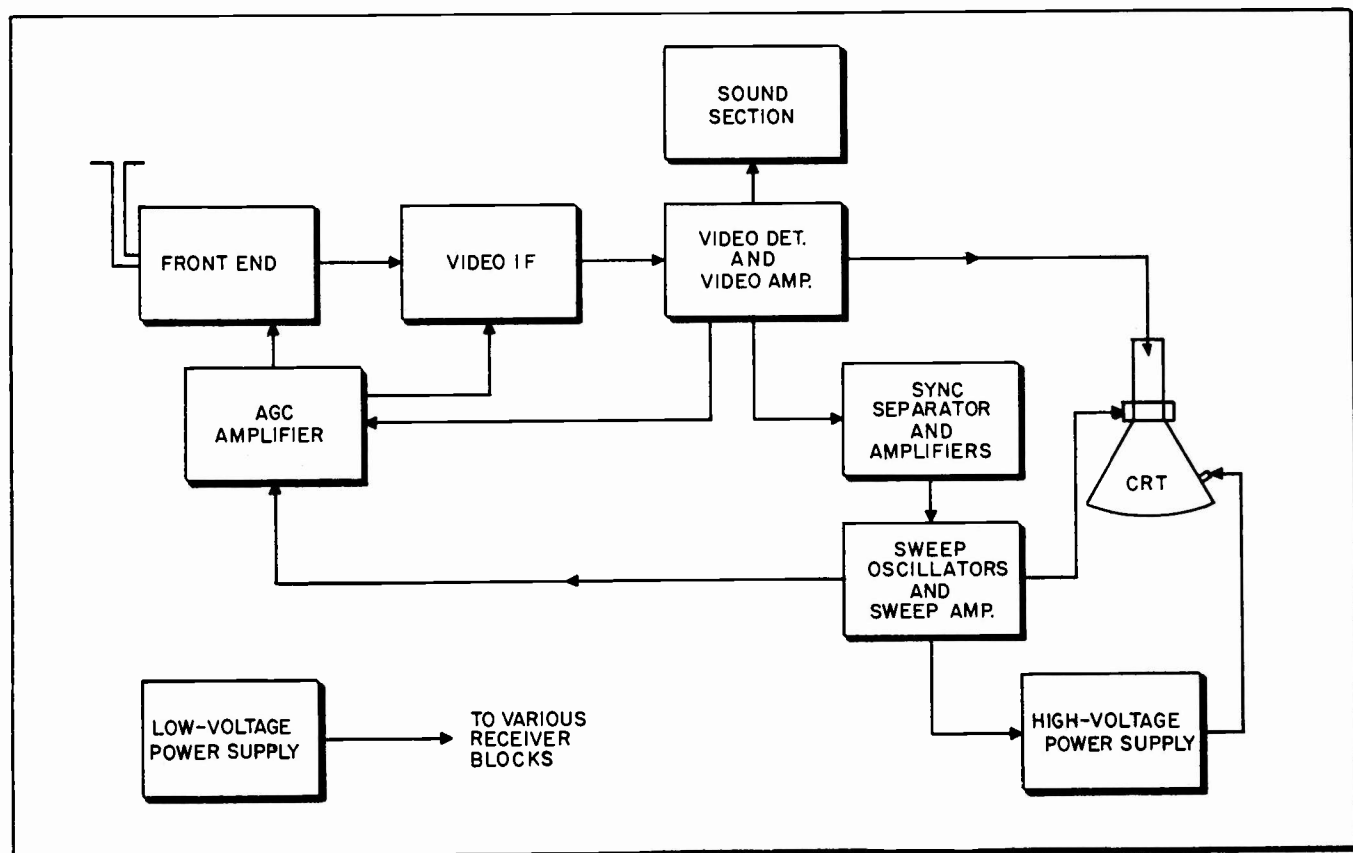 SOUND
SECTION
FRONT END
VIDEO IF
VIDEO DET.
AND
VIDEO AMP.
AGC
AMPLIFIER
SYNC
SEPARATOR
AND
AMPLIFIERS
CRT
SWEEP
OSCILLATORS
AND
SWEEP AMP.
LOW-VOLTAGE
POWER SUPPLY
TO VARIOUS
RECEIVER
BLOCKS
HIGH-VOLTAGE
POWER SUPPLY